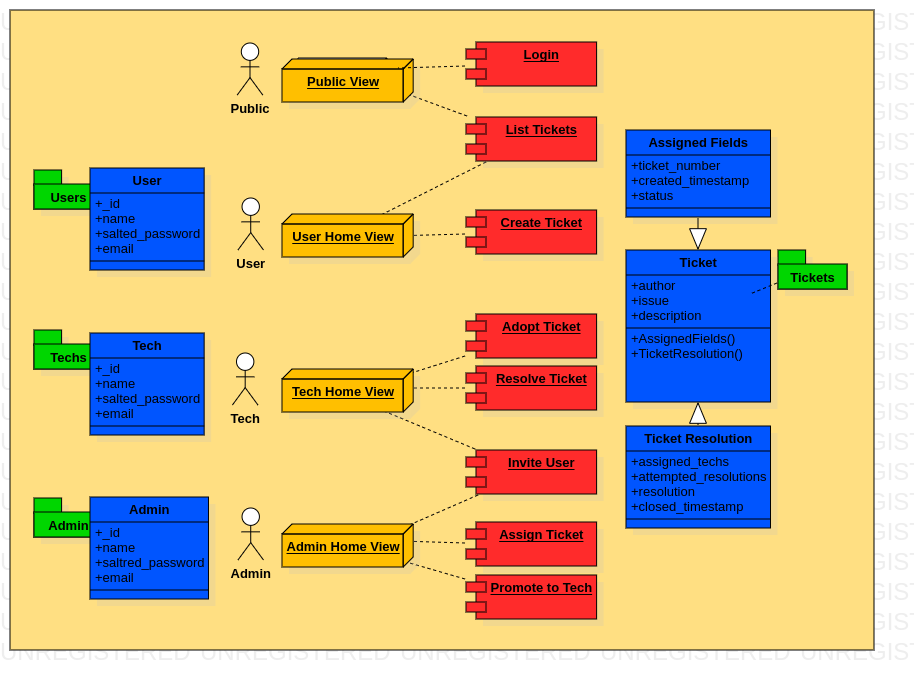 Public
Public View
Login
List Tickets
Users
User
+_id
+name
+salted_password
+email
User
User Home View
Create Ticket
Assigned Fields
+ticket_number
+created_timestamp
+status
Ticket
+author
+issue
+description
+AssignedFields()
+TicketResolution()
Tickets
Techs
Tech
+_id
+name
+salted_password
+email
Tech
Tech Home View
Adopt Ticket
Resolve Ticket
Invite User
Ticket Resolution
+assigned_techs
+attempted_resolutions
+resolution
+closed_timestamp
Admin
Admin
+_id
+name
+saltred_password
+email
Admin
Admin Home View
Assign Ticket
Promote to Tech
UNREGISTERED UNREGISTERED UNREGISTERED UNREGISTERED UNREGIST